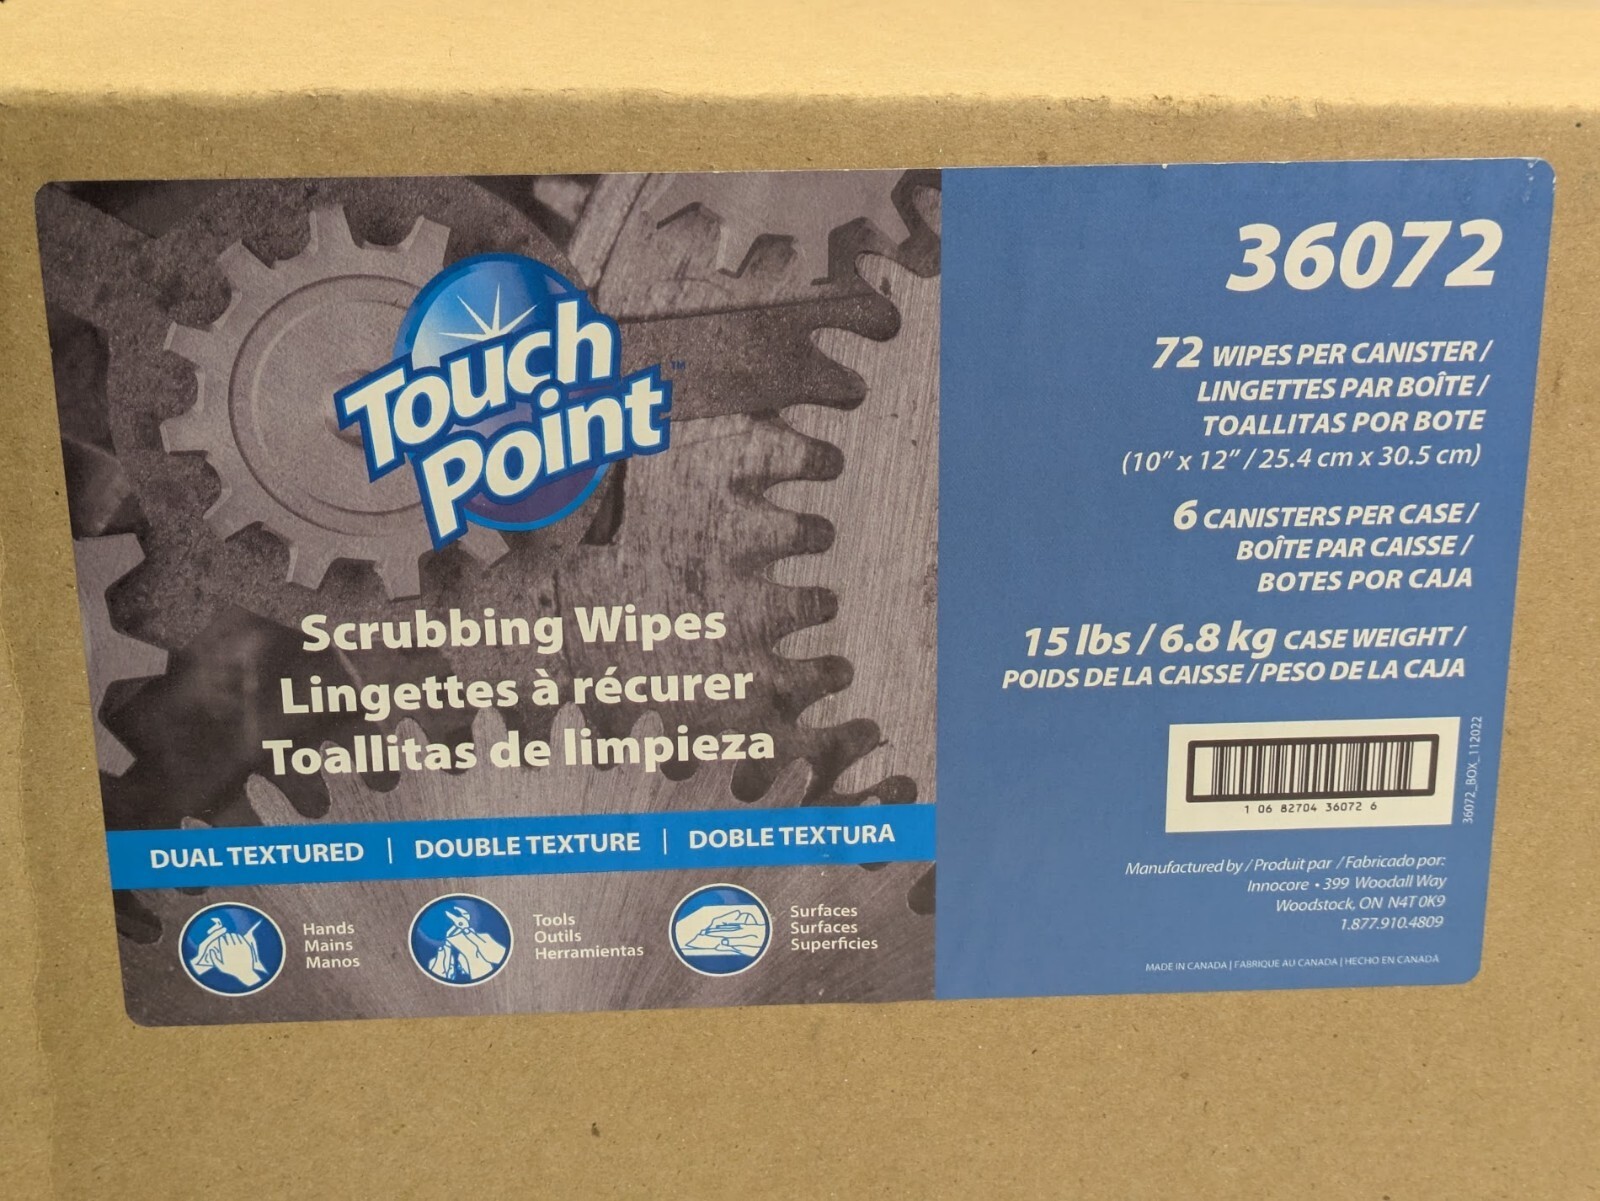 Touch
Point™
Scrubbing Wipes
Lingettes à récurer
Toallitas de limpieza
DUAL TEXTURED | DOUBLE TEXTURE | DOBLE TEXTURA
Hands
Mains
Manos
Tools
Outils
Herramientas
Surfaces
Surfaces
Superficies
36072
72 WIPES PER CANISTER /
LINGETTES PAR BOÎTE /
TOALLITAS POR BOTE
(10" x 12" / 25.4 cm x 30.5 cm)
6 CANISTERS PER CASE /
BOÎTE PAR CAISSE /
BOTES POR CAJA
15 lbs / 6.8 kg CASE WEIGHT /
POIDS DE LA CAISSE / PESO DE LA CAJA
1 06 82704 36072 6
36072_BOX_112022
Manufactured by / Produit par / Fabricado por:
Innocore • 399 Woodall Way
Woodstock, ON N4T 0K9
1.877.910.4809
MADE IN CANADA | FABRIQUE AU CANADA | HECHO EN CANADA